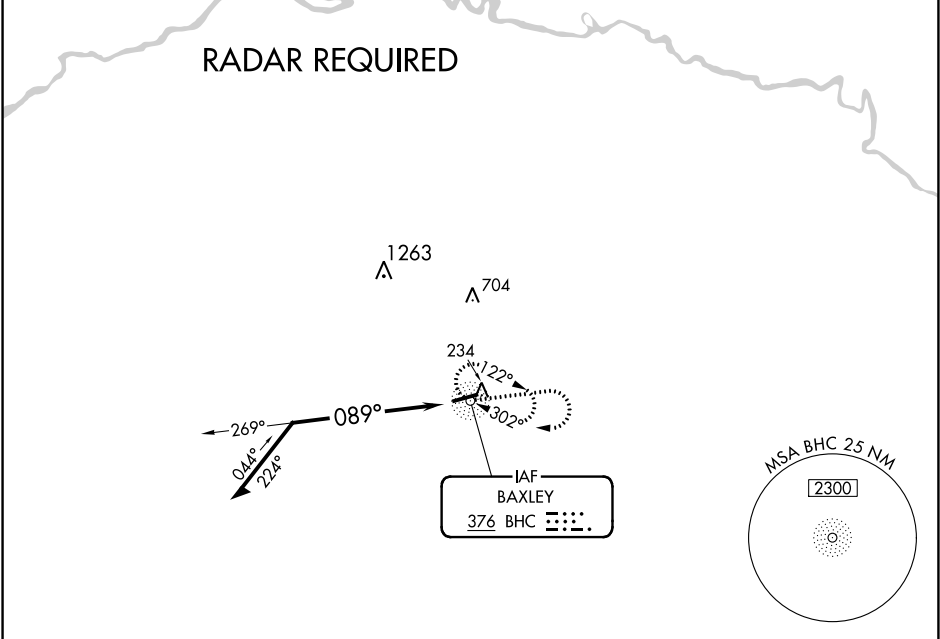 RADAR REQUIRED
1263
704
234
122°
302°
089°
269°
044°
224°
IAF
BAXLEY
376 BHC
MSA BHC 25 NM
2300